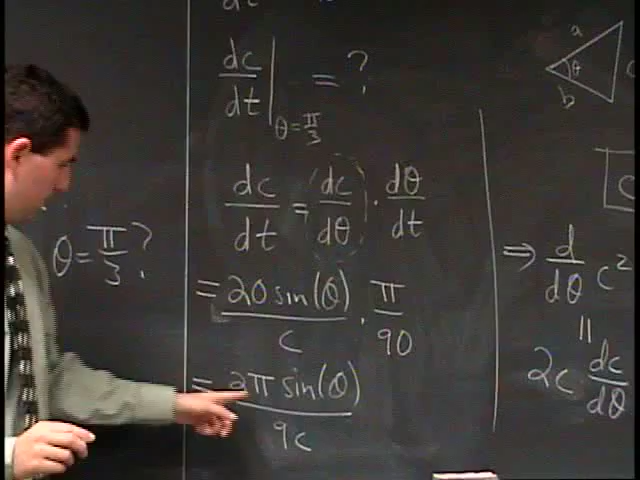 dt
dc/dt |θ=π/3 = ?
θ = π/3 ?
dc/dt = dc/dθ · dθ/dt
= 20 sin(θ)/c · π/90
= 2π sin(θ)/9c
a
θ
b
⇒ d/dθ c²
||
2c dc/dθ